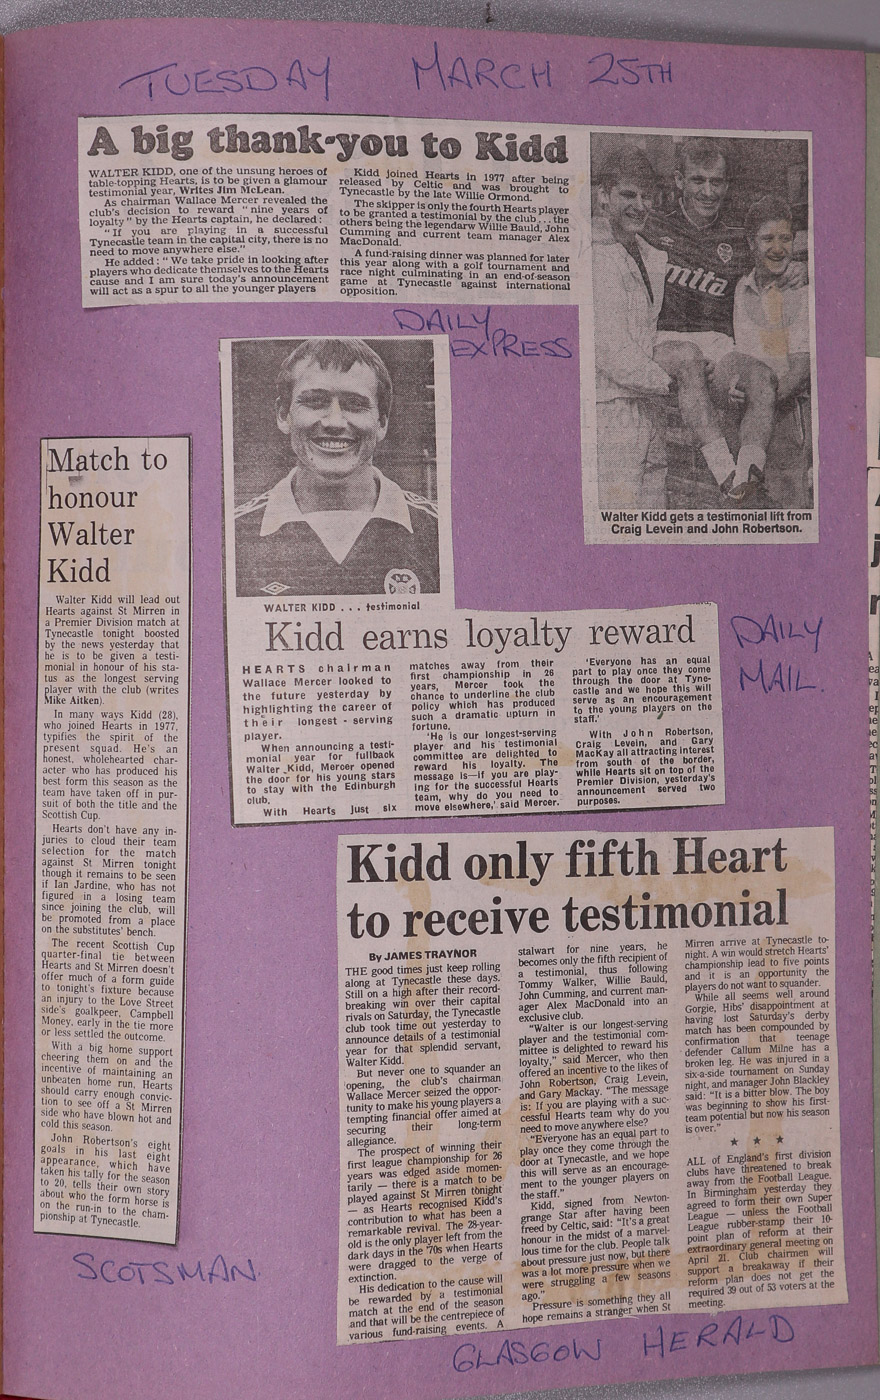 TUESDAY MARCH 25TH
A big thank-you to Kidd
WALTER KIDD, one of the unsung heroes of
table-topping Hearts, is to be given a glamour
testimonial year, Writes Jim McLean.
As chairman Wallace Mercer revealed the
club's decision to reward "nine years of
loyalty" by the Hearts captain, he declared:
"If you are playing in a successful
Tynecastle team in the capital city, there is no
need to move anywhere else."
He added: "We take pride in looking after
players who dedicate themselves to the Hearts
cause and I am sure today's announcement
will act as a spur to all the younger players
Kidd joined Hearts in 1977 after being
released by Celtic and was brought to
Tynecastle by the late Willie Ormond.
The skipper is only the fourth Hearts player
to be granted a testimonial by the club . . . the
others being the legendarw Willie Bauld, John
Cumming and current team manager Alex
MacDonald.
A fund-raising dinner was planned for later
this year along with a golf tournament and
race night culminating in an end-of-season
game at Tynecastle against international
opposition.
mita
Walter Kidd gets a testimonial lift from
Craig Levein and John Robertson.
DAILY
EXPRESS
WALTER KIDD . . . testimonial
Kidd earns loyalty reward
HEARTS chairman
Wallace Mercer looked to
the future yesterday by
highlighting the career of
their longest-serving
player.
When announcing a testi-
monial year for fullback
Walter Kidd, Mercer opened
the door for his young stars
to stay with the Edinburgh
club.
With Hearts just six
matches away from their
first championship in 26
years, Mercer took the
chance to underline the club
policy which has produced
such a dramatic upturn in
fortune.
'He is our longest-serving
player and his testimonial
committee are delighted to
reward his loyalty. The
message is—if you are play-
ing for the successful Hearts
team, why do you need to
move elsewhere,' said Mercer.
'Everyone has an equal
part to play once they come
through the door at Tyne-
castle and we hope this will
serve as an encouragement
to the young players on the
staff.'
With John Robertson,
Craig Levein, and Gary
MacKay all attracting interest
from south of the border,
while Hearts sit on top of the
Premier Division, yesterday's
announcement served two
purposes.
DAILY
MAIL.
Match to
honour
Walter
Kidd
Walter Kidd will lead out
Hearts against St Mirren in
a Premier Division match at
Tynecastle tonight boosted
by the news yesterday that
he is to be given a testi-
monial in honour of his sta-
tus as the longest serving
player with the club (writes
Mike Aitken).
In many ways Kidd (28),
who joined Hearts in 1977,
typifies the spirit of the
present squad. He's an
honest, wholehearted char-
acter who has produced his
best form this season as the
team have taken off in pur-
suit of both the title and the
Scottish Cup.
Hearts don't have any in-
juries to cloud their team
selection for the match
against St Mirren tonight
though it remains to be seen
if Ian Jardine, who has not
figured in a losing team
since joining the club, will
be promoted from a place
on the substitutes' bench.
The recent Scottish Cup
quarter-final tie between
Hearts and St Mirren doesn't
offer much of a form guide
to tonight's fixture because
an injury to the Love Street
side's goalkpeer, Campbell
Money, early in the tie more
or less settled the outcome.
With a big home support
cheering them on and the
incentive of maintaining an
unbeaten home run, Hearts
should carry enough convic-
tion to see off a St Mirren
side who have blown hot and
cold this season.
John Robertson's eight
goals in his last eight
appearance, which have
taken his tally for the season
to 20, tells their own story
about who the form horse is
on the run-in to the cham-
pionship at Tynecastle.
SCOTSMAN.
Kidd only fifth Heart
to receive testimonial
By JAMES TRAYNOR
THE good times just keep rolling
along at Tynecastle these days.
Still on a high after their record-
breaking win over their capital
rivals on Saturday, the Tynecastle
club took time out yesterday to
announce details of a testimonial
year for that splendid servant,
Walter Kidd.
But never one to squander an
opening, the club's chairman
Wallace Mercer seized the oppor-
tunity to make his young players a
tempting financial offer aimed at
securing their long-term
allegiance.
The prospect of winning their
first league championship for 26
years was edged aside momen-
tarily — there is a match to be
played against St Mirren tonight
— as Hearts recognised Kidd's
contribution to what has been a
remarkable revival. The 28-year-
old is the only player left from the
dark days in the '70s when Hearts
were dragged to the verge of
extinction.
His dedication to the cause will
be rewarded by a testimonial
match at the end of the season
and that will be the centrepiece of
various fund-raising events. A
stalwart for nine years, he
becomes only the fifth recipient of
a testimonial, thus following
Tommy Walker, Willie Bauld,
John Cumming, and current man-
ager Alex MacDonald into an
exclusive club.
"Walter is our longest-serving
player and the testimonial com-
mittee is delighted to reward his
loyalty," said Mercer, who then
offered an incentive to the likes of
John Robertson, Craig Levein,
and Gary Mackay. "The message
is: If you are playing with a suc-
cessful Hearts team why do you
need to move anywhere else?
"Everyone has an equal part to
play once they come through the
door at Tynecastle, and we hope
this will serve as an encourage-
ment to the younger players on
the staff."
Kidd, signed from Newton-
grange Star after having been
freed by Celtic, said: "It's a great
honour in the midst of a marvel-
lous time for the club. People talk
about pressure just now, but there
was a lot more pressure when we
were struggling a few seasons
ago."
Pressure is something they all
hope remains a stranger when St
Mirren arrive at Tynecastle to-
night. A win would stretch Hearts'
championship lead to five points
and it is an opportunity the
players do not want to squander.
While all seems well around
Gorgie, Hibs' disappointment at
having lost Saturday's derby
match has been compounded by
confirmation that teenage
defender Callum Milne has a
broken leg. He was injured in a
six-a-side tournament on Sunday
night, and manager John Blackley
said: "It is a bitter blow. The boy
was beginning to show his first-
team potential but now his season
is over."
★ ★ ★
ALL of England's first division
clubs have threatened to break
away from the Football League.
In Birmingham yesterday they
agreed to form their own Super
League — unless the Football
League rubber-stamp their 10-
point plan of reform at their
extraordinary general meeting on
April 21. Club chairmen will
support a breakaway if their
reform plan does not get the
required 39 out of 53 voters at the
meeting.
GLASGOW HERALD